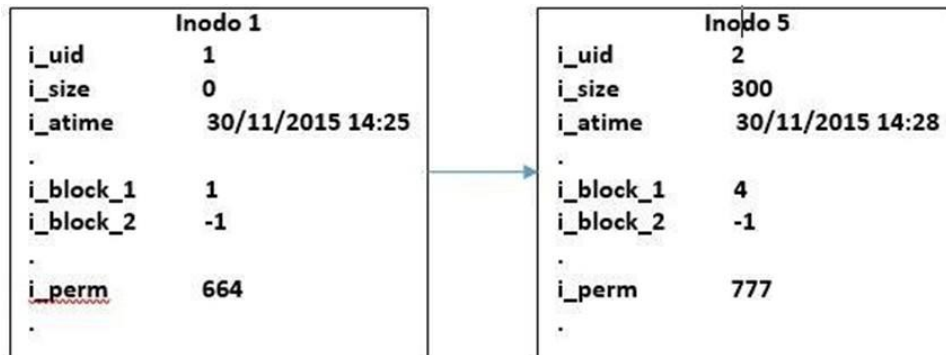 Inodo 1
i_uid 1
i_size 0
i_atime 30/11/2015 14:25
.
i_block_1 1
i_block_2 -1
.
i_perm 664
.
Inodo 5
i_uid 2
i_size 300
i_atime 30/11/2015 14:28
.
i_block_1 4
i_block_2 -1
.
i_perm 777
.